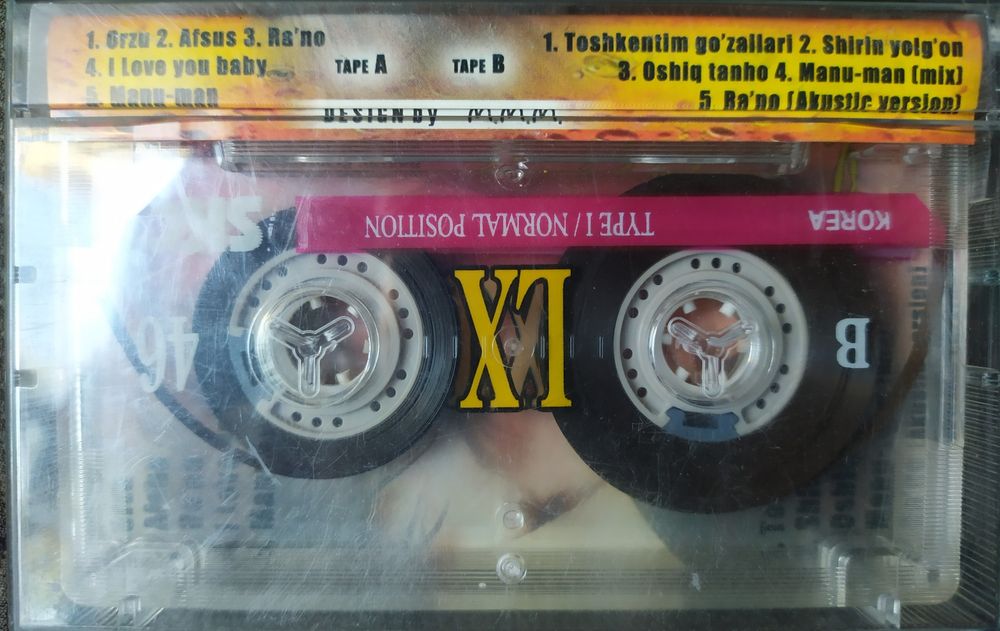 1. Orzu 2. Afsus 3. Ra'no
4. I Love you baby
5. Manu-man
TAPE A
TAPE B
1. Toshkentim go'zallari 2. Shirin yolg'on
3. Oshiq tanho 4. Manu-man (mix)
5. Ra'no (Akustic version)
DESIGN by M.M.M.
KOREA
TYPE I / NORMAL POSITION
SK
LX
B
46